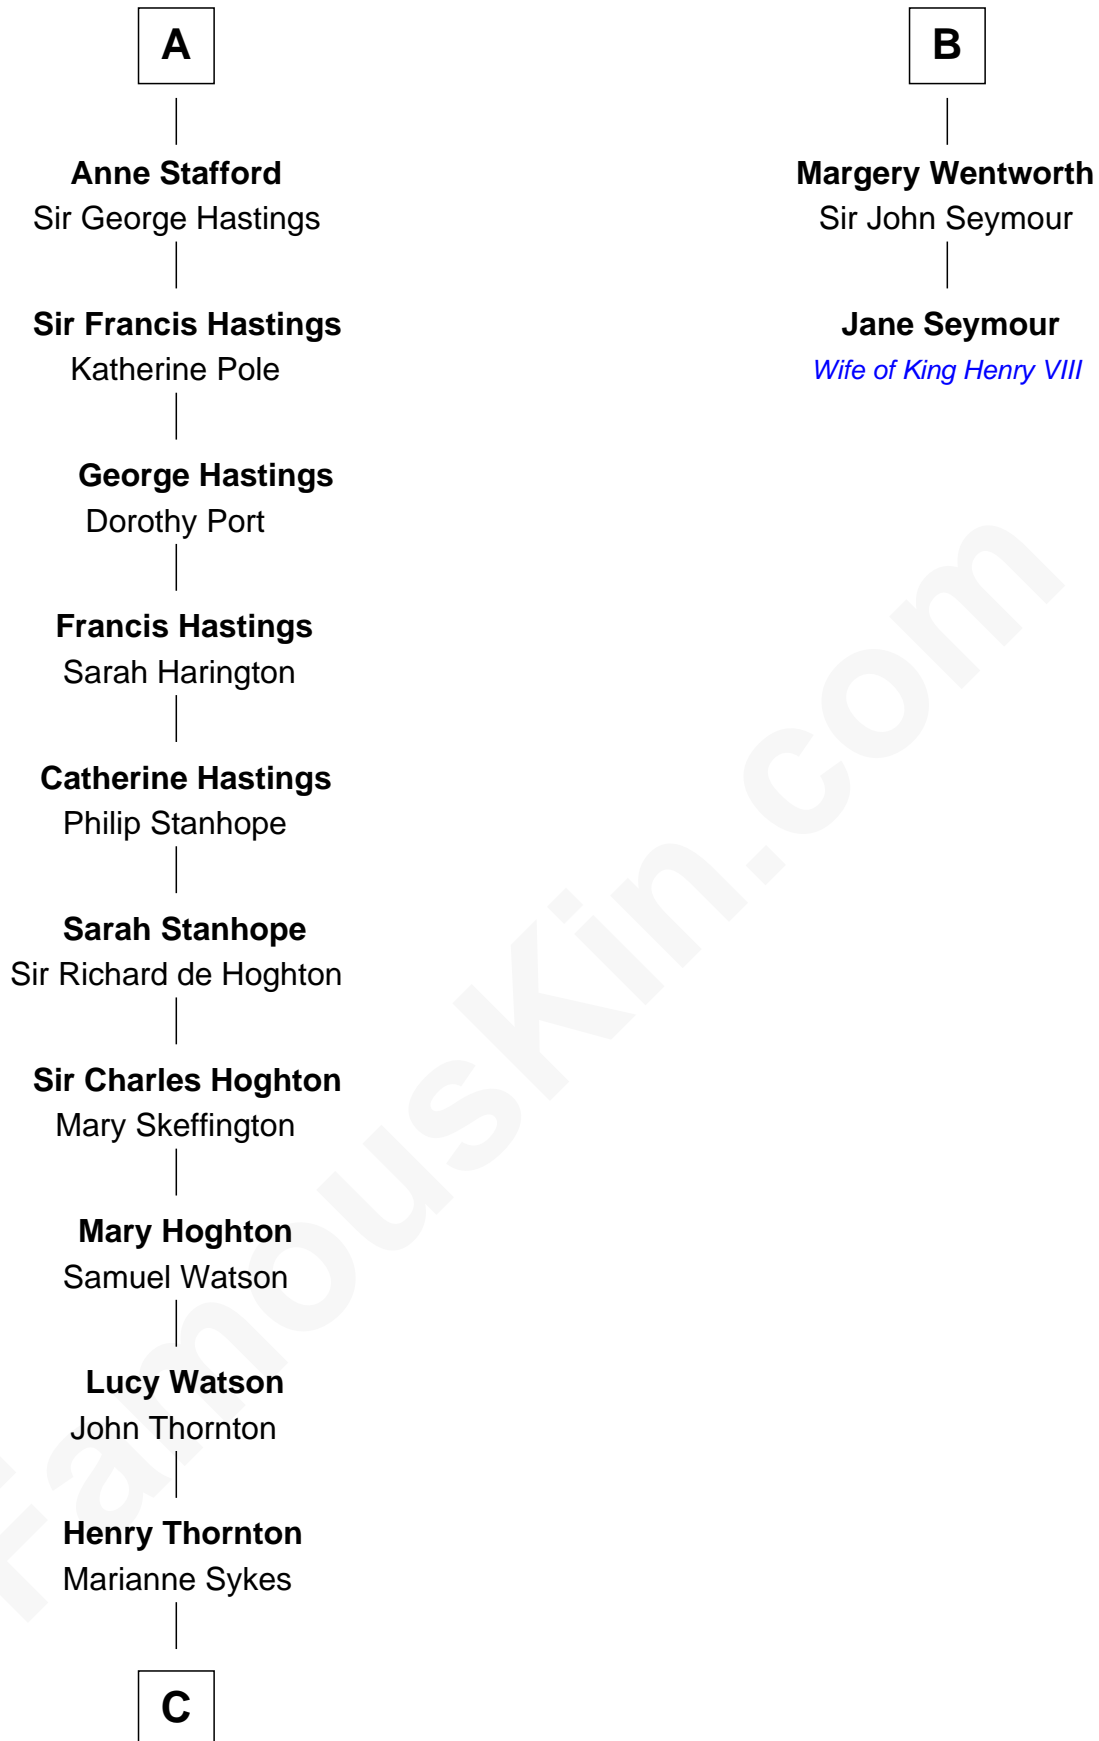 A
Anne Stafford
Sir George Hastings
Sir Francis Hastings
Katherine Pole
George Hastings
Dorothy Port
Francis Hastings
Sarah Harington
Catherine Hastings
Philip Stanhope
Sarah Stanhope
Sir Richard de Hoghton
Sir Charles Hoghton
Mary Skeffington
Mary Hoghton
Samuel Watson
Lucy Watson
John Thornton
Henry Thornton
Marianne Sykes
C
B
Margery Wentworth
Sir John Seymour
Jane Seymour
Wife of King Henry VIII
FamousKin.com